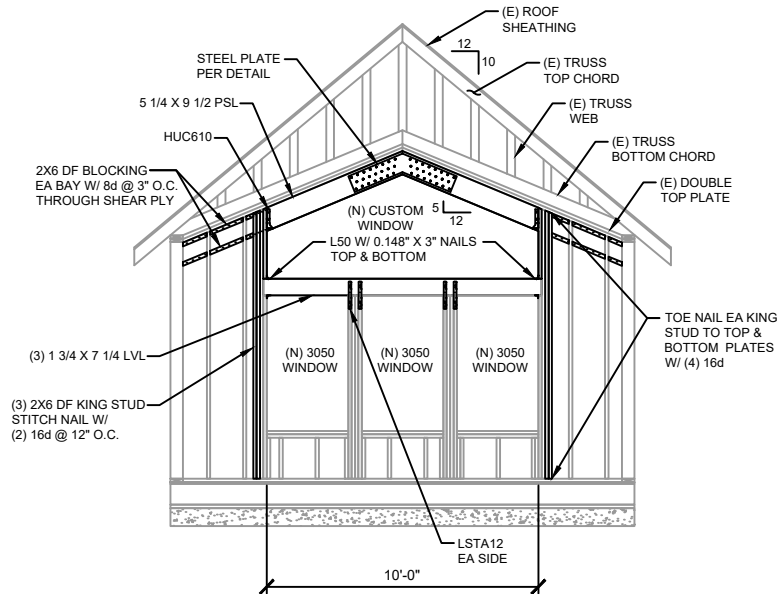 (E) ROOF
SHEATHING
12
10
STEEL PLATE
PER DETAIL
(E) TRUSS
TOP CHORD
5 1/4 X 9 1/2 PSL
(E) TRUSS
WEB
HUC610
(E) TRUSS
BOTTOM CHORD
2X6 DF BLOCKING
EA BAY W/ 8d @ 3" O.C.
THROUGH SHEAR PLY
(E) DOUBLE
TOP PLATE
5
12
(N) CUSTOM
WINDOW
L50 W/ 0.148" X 3" NAILS
TOP & BOTTOM
TOE NAIL EA KING
STUD TO TOP &
BOTTOM PLATES
W/ (4) 16d
(3) 1 3/4 X 7 1/4 LVL
(N) 3050
WINDOW
(N) 3050
WINDOW
(N) 3050
WINDOW
(3) 2X6 DF KING STUD
STITCH NAIL W/
(2) 16d @ 12" O.C.
LSTA12
EA SIDE
10'-0"